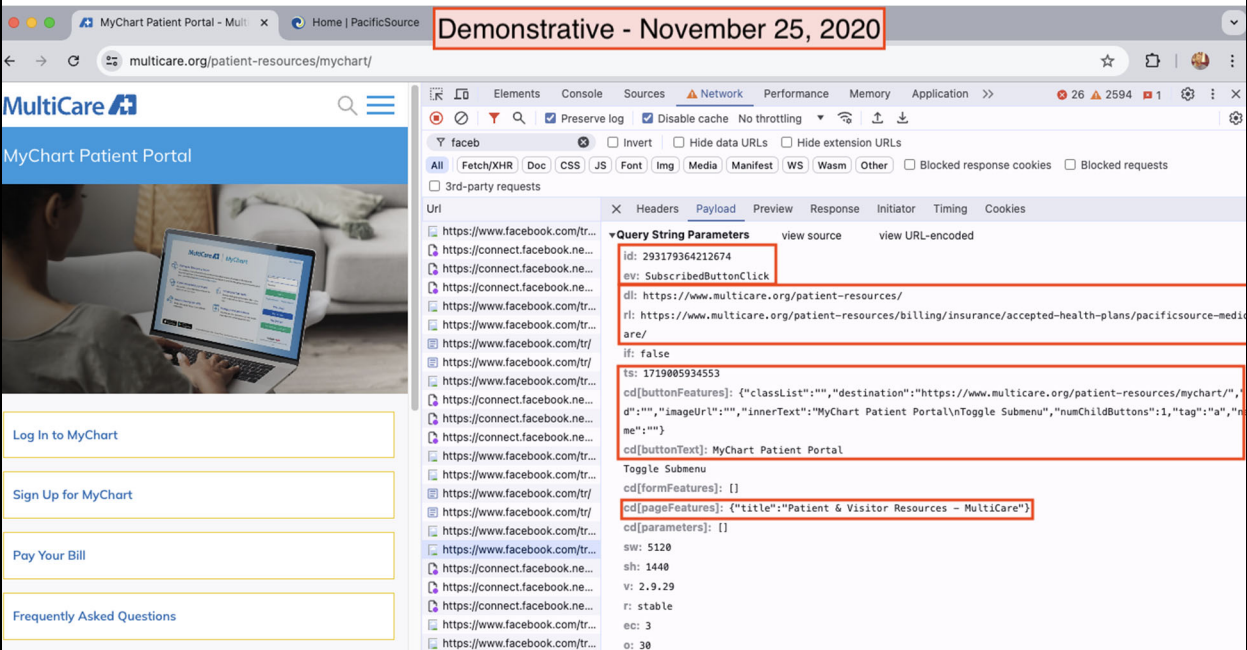 MyChart Patient Portal - Mult
Home | PacificSource
Demonstrative - November 25, 2020
multicare.org/patient-resources/mychart/
MultiCare
MyChart Patient Portal
MultiCare MyChart
Log In to MyChart
Sign Up for MyChart
Pay Your Bill
Frequently Asked Questions
Elements Console Sources Network Performance Memory Application 26 2594 1
Preserve log Disable cache No throttling
faceb Invert Hide data URLs Hide extension URLs
All Fetch/XHR Doc CSS JS Font Img Media Manifest WS Wasm Other Blocked response cookies Blocked requests
3rd-party requests
Url
https://www.facebook.com/tr...
https://connect.facebook.ne...
https://connect.facebook.ne...
https://connect.facebook.ne...
https://www.facebook.com/tr...
https://www.facebook.com/tr...
https://www.facebook.com/tr/
https://www.facebook.com/tr/
https://www.facebook.com/tr...
https://connect.facebook.ne...
https://connect.facebook.ne...
https://connect.facebook.ne...
https://www.facebook.com/tr...
https://www.facebook.com/tr...
https://www.facebook.com/tr/
https://www.facebook.com/tr/
https://www.facebook.com/tr...
https://www.facebook.com/tr...
https://connect.facebook.ne...
https://connect.facebook.ne...
https://connect.facebook.ne...
https://www.facebook.com/tr...
https://www.facebook.com/tr...
Headers Payload Preview Response Initiator Timing Cookies
Query String Parameters view source view URL-encoded
id: 293179364212674
ev: SubscribedButtonClick
dl: https://www.multicare.org/patient-resources/
rl: https://www.multicare.org/patient-resources/billing/insurance/accepted-health-plans/pacificsource-medic
are/
if: false
ts: 1719005934553
cd[buttonFeatures]: {"classList":"","destination":"https://www.multicare.org/patient-resources/mychart/","
d":"","imageUrl":"","innerText":"MyChart Patient Portal\nToggle Submenu","numChildButtons":1,"tag":"a","n
me":""}
cd[buttonText]: MyChart Patient Portal
Toggle Submenu
cd[formFeatures]: []
cd[pageFeatures]: {"title":"Patient & Visitor Resources - MultiCare"}
cd[parameters]: []
sw: 5120
sh: 1440
v: 2.9.29
r: stable
ec: 3
o: 30